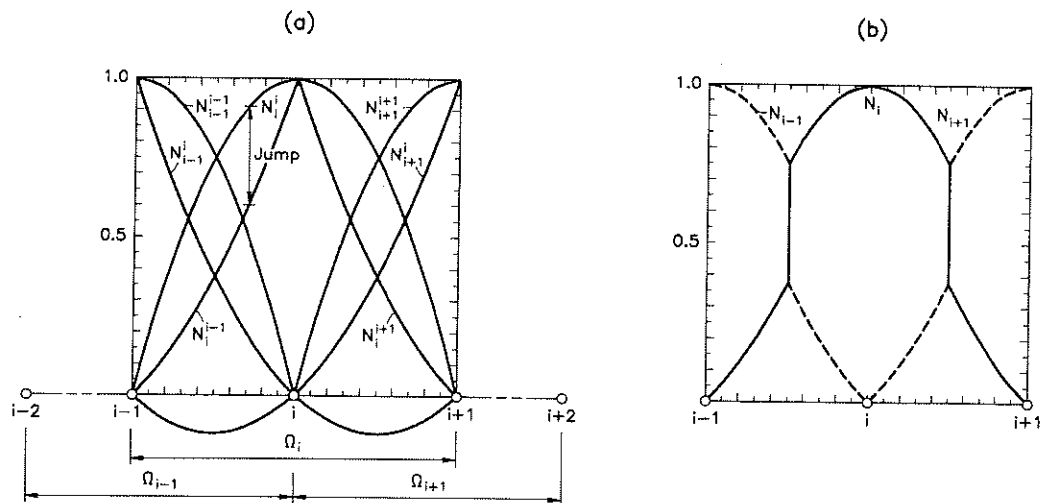 (a)
(b)
1.0
N_{i-1}^{i-1}
N_i^i
N_{i+1}^{i+1}
Jump
N_{i-1}^i
N_{i+1}^i
0.5
N_i^{i-1}
N_i^{i+1}
i-2
i-1
i
i+1
i+2
Ω_i
Ω_{i-1}
Ω_{i+1}
1.0
N_{i-1}
N_i
N_{i+1}
0.5
i-1
i
i+1